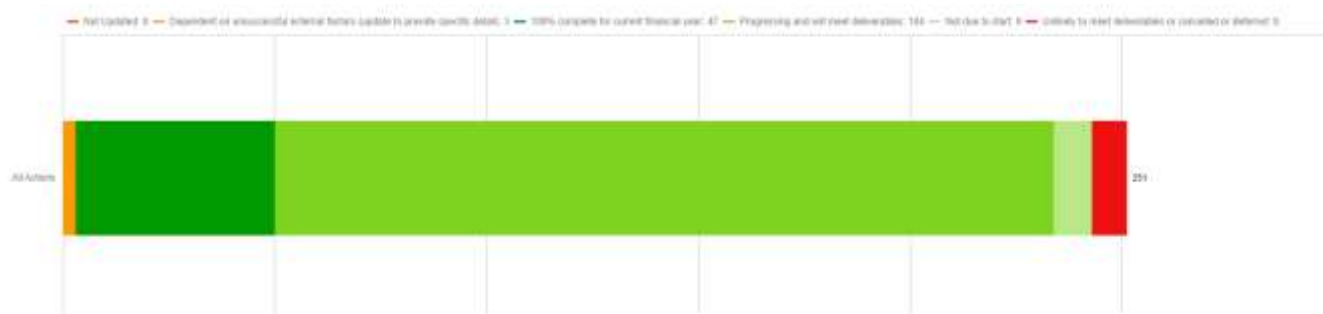 Not Updated: 0 Dependent on unsuccessful external factors (update to provide specific detail): 3 100% complete for current financial year: 47 Progressing and will meet deliverables: 184 Not due to start: 9 Unlikely to meet deliverables or cancelled or deferred: 8
All Actions
251